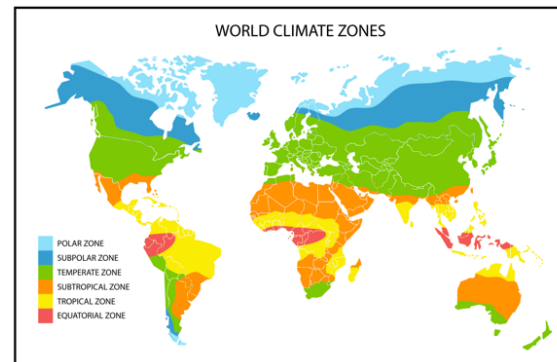 WORLD CLIMATE ZONES
POLAR ZONE
SUBPOLAR ZONE
TEMPERATE ZONE
SUBTROPICAL ZONE
TROPICAL ZONE
EQUATORIAL ZONE